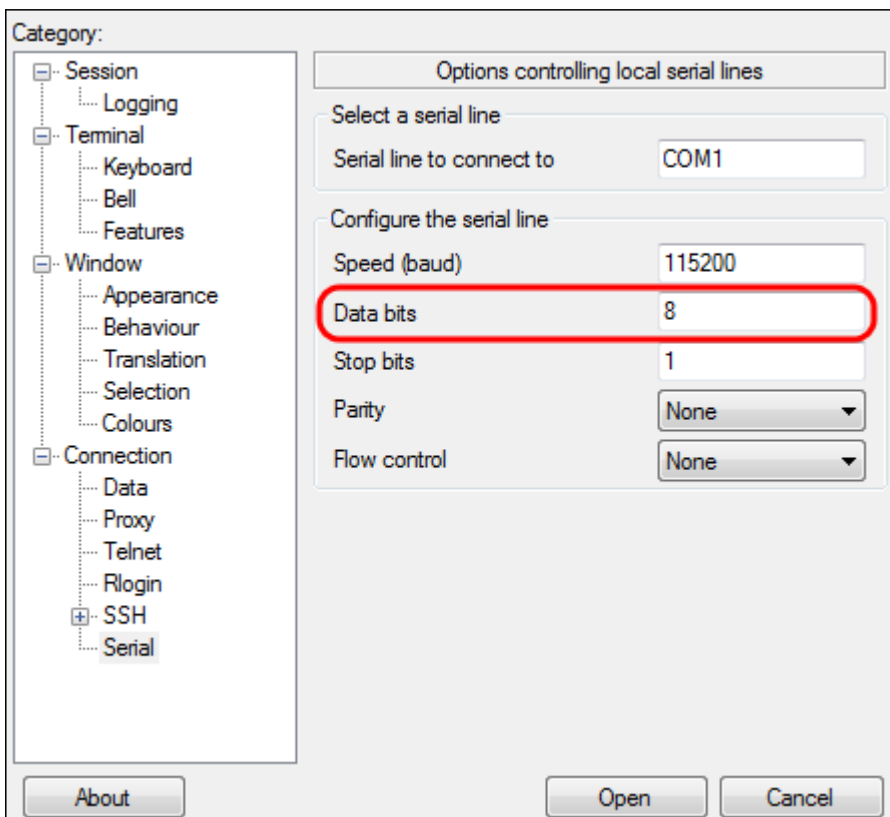 Category:
Session
Logging
Terminal
Keyboard
Bell
Features
Window
Appearance
Behaviour
Translation
Selection
Colours
Connection
Data
Proxy
Telnet
Rlogin
SSH
Serial
Options controlling local serial lines
Select a serial line
Serial line to connect to COM1
Configure the serial line
Speed (baud) 115200
Data bits 8
Stop bits 1
Parity None
Flow control None
About Open Cancel